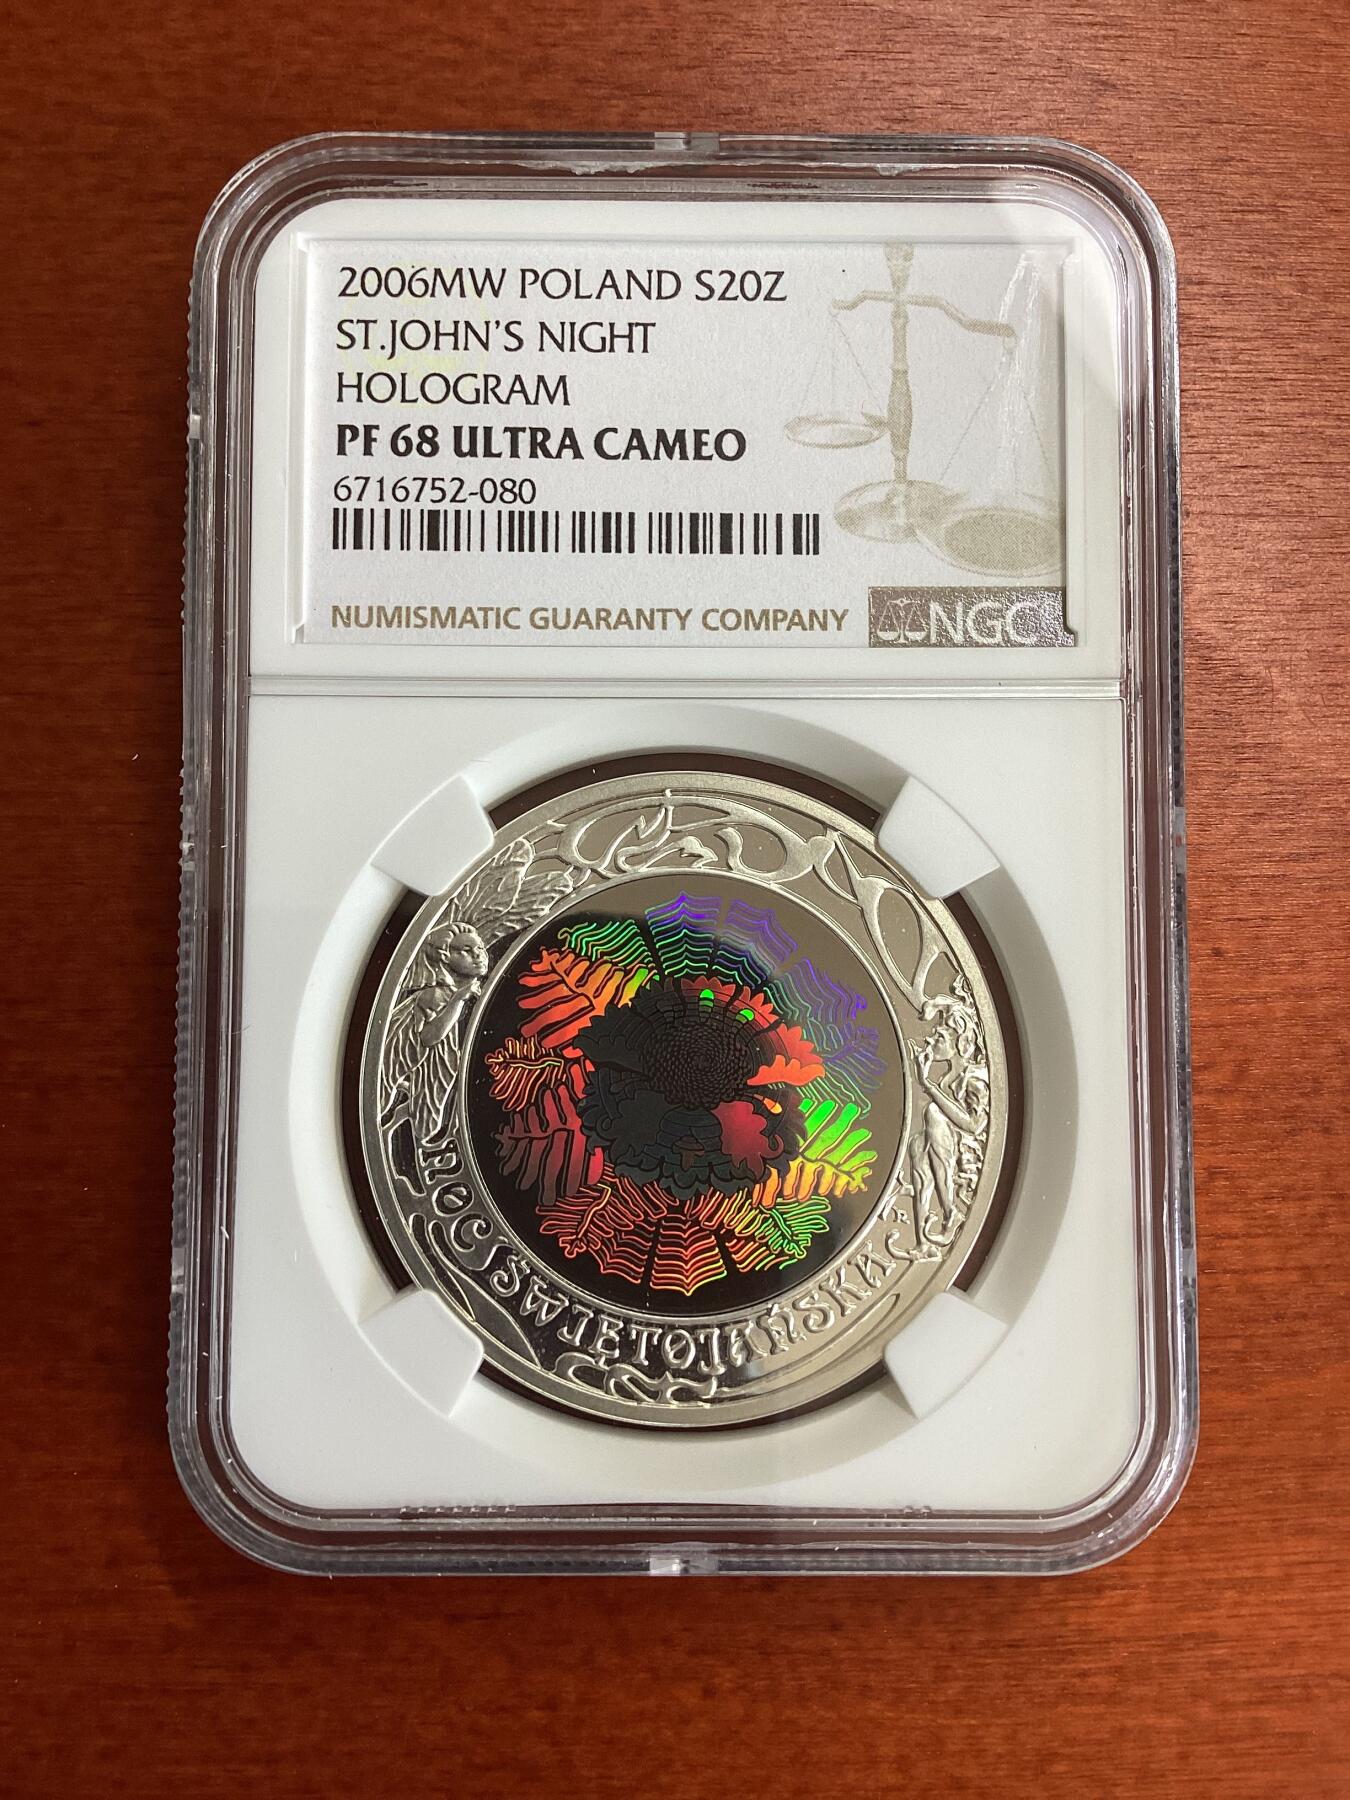 2006MW POLAND S20Z
ST.JOHN'S NIGHT
HOLOGRAM
PF 68 ULTRA CAMEO
6716752-080
NUMISMATIC GUARANTY COMPANY
NGC
NOC ŚWIĘTOJAŃSKA